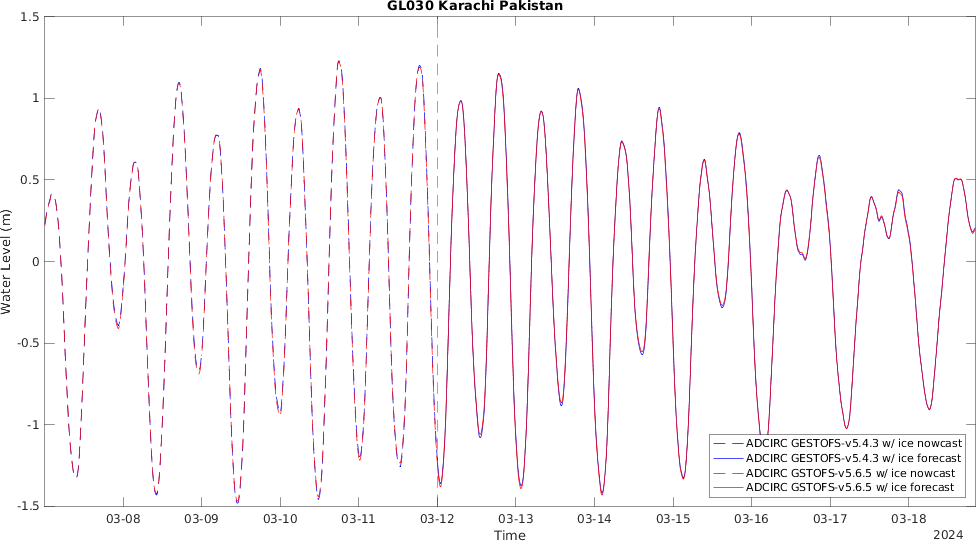 GL030 Karachi Pakistan
1.5
1
0.5
0
-0.5
-1
-1.5
Water Level (m)
03-08 03-09 03-10 03-11 03-12 03-13 03-14 03-15 03-16 03-17 03-18
Time
2024
ADCIRC GESTOFS-v5.4.3 w/ ice nowcast
ADCIRC GESTOFS-v5.4.3 w/ ice forecast
ADCIRC GSTOFS-v5.6.5 w/ ice nowcast
ADCIRC GSTOFS-v5.6.5 w/ ice forecast